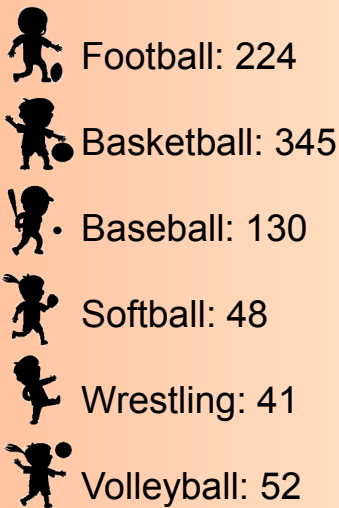 Football: 224
Basketball: 345
Baseball: 130
Softball: 48
Wrestling: 41
Volleyball: 52